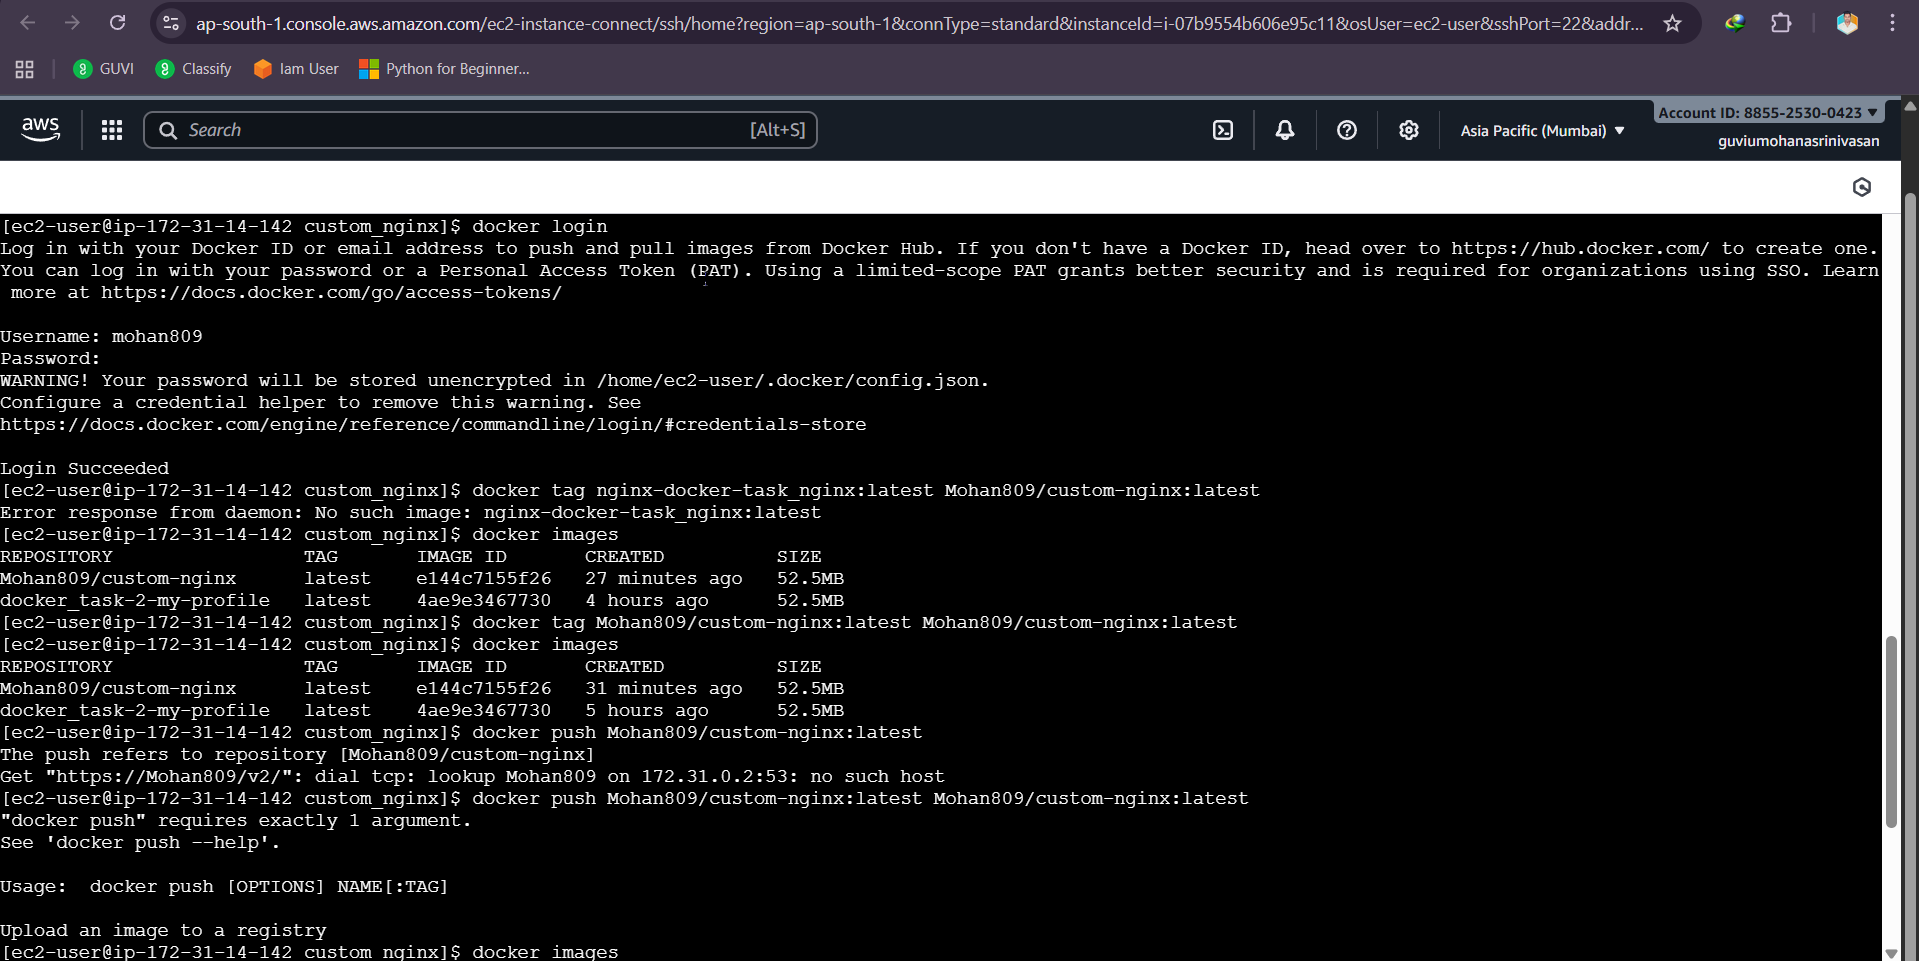 ap-south-1.console.aws.amazon.com/ec2-instance-connect/ssh/home?region=ap-south-1&connType=standard&instanceId=i-07b9554b606e95c11&osUser=ec2-user&sshPort=22&addr...
GUVI Classify Iam User Python for Beginner...
aws Search [Alt+S] Asia Pacific (Mumbai) Account ID: 8855-2530-0423
guviumohanasrinivasan
[ec2-user@ip-172-31-14-142 custom_nginx]$ docker login
Log in with your Docker ID or email address to push and pull images from Docker Hub. If you don't have a Docker ID, head over to https://hub.docker.com/ to create one.
You can log in with your password or a Personal Access Token (PAT). Using a limited-scope PAT grants better security and is required for organizations using SSO. Learn
more at https://docs.docker.com/go/access-tokens/
Username: mohan809
Password:
WARNING! Your password will be stored unencrypted in /home/ec2-user/.docker/config.json.
Configure a credential helper to remove this warning. See
https://docs.docker.com/engine/reference/commandline/login/#credentials-store
Login Succeeded
[ec2-user@ip-172-31-14-142 custom_nginx]$ docker tag nginx-docker-task_nginx:latest Mohan809/custom-nginx:latest
Error response from daemon: No such image: nginx-docker-task_nginx:latest
[ec2-user@ip-172-31-14-142 custom_nginx]$ docker images
REPOSITORY TAG IMAGE ID CREATED SIZE
Mohan809/custom-nginx latest e144c7155f26 27 minutes ago 52.5MB
docker_task-2-my-profile latest 4ae9e3467730 4 hours ago 52.5MB
[ec2-user@ip-172-31-14-142 custom_nginx]$ docker tag Mohan809/custom-nginx:latest Mohan809/custom-nginx:latest
[ec2-user@ip-172-31-14-142 custom_nginx]$ docker images
REPOSITORY TAG IMAGE ID CREATED SIZE
Mohan809/custom-nginx latest e144c7155f26 31 minutes ago 52.5MB
docker_task-2-my-profile latest 4ae9e3467730 5 hours ago 52.5MB
[ec2-user@ip-172-31-14-142 custom_nginx]$ docker push Mohan809/custom-nginx:latest
The push refers to repository [Mohan809/custom-nginx]
Get "https://Mohan809/v2/": dial tcp: lookup Mohan809 on 172.31.0.2:53: no such host
[ec2-user@ip-172-31-14-142 custom_nginx]$ docker push Mohan809/custom-nginx:latest Mohan809/custom-nginx:latest
"docker push" requires exactly 1 argument.
See 'docker push --help'.
Usage: docker push [OPTIONS] NAME[:TAG]
Upload an image to a registry
[ec2-user@ip-172-31-14-142 custom_nginx]$ docker images